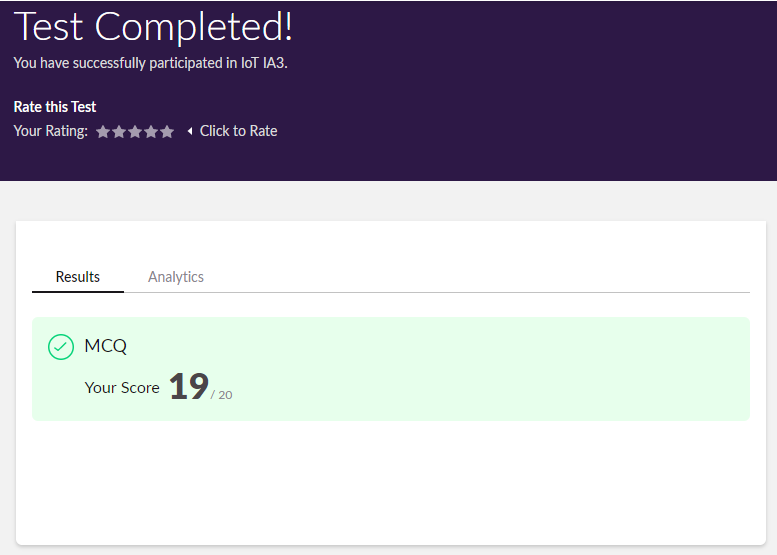 Test Completed!
You have successfully participated in IoT IA3.
Rate this Test
Your Rating: Click to Rate
Results Analytics
MCQ
Your Score 19 / 20